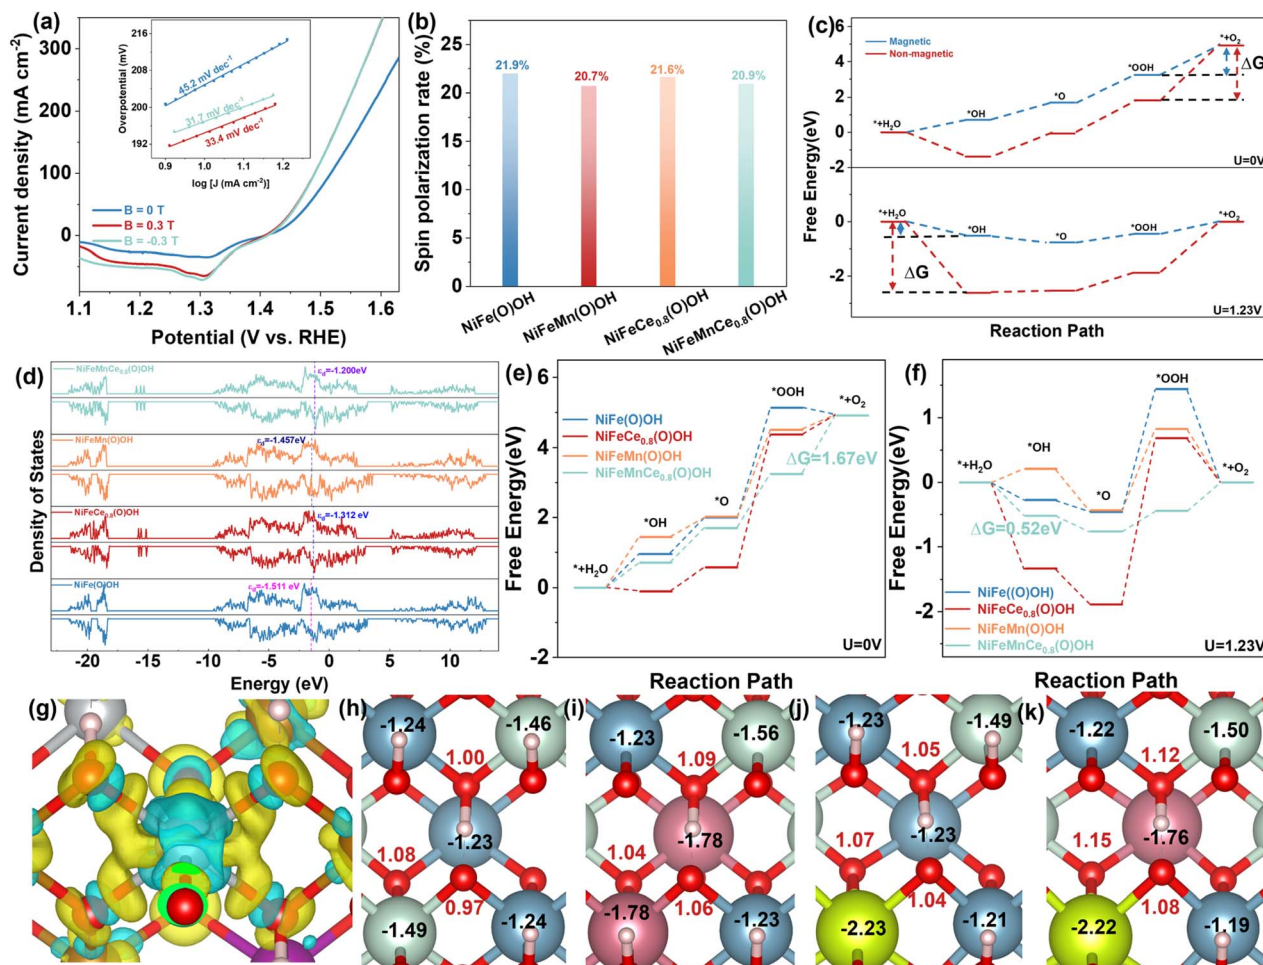 (a)
Current density (mA cm⁻²)
300
200
100
0
1.1 1.2 1.3 1.4 1.5 1.6
Potential (V vs. RHE)
B = 0 T
B = 0.3 T
B = -0.3 T
Overpotential (mV)
216
208
200
192
0.9 1.0 1.1 1.2
log [J (mA cm⁻²)]
45.2 mV dec⁻¹
31.7 mV dec⁻¹
33.4 mV dec⁻¹
(b)
Spin polarization rate (%)
25
20
15
10
5
0
21.9%
20.7%
21.6%
20.9%
NiFe(O)OH
NiFeMn(O)OH
NiFeCe₀.₈(O)OH
NiFeMnCe₀.₈(O)OH
(c)
Free Energy(eV)
Magnetic
Non-magnetic
6
4
2
0
-2
*+H₂O
*OH
*O
*OOH
*+O₂
ΔG
U=0V
0
-2
*+H₂O
*OH
*O
*OOH
*+O₂
ΔG
U=1.23V
Reaction Path
(d)
Density of States
NiFeMnCe₀.₈(O)OH
εd=-1.200eV
NiFeMn(O)OH
εd=-1.457eV
NiFeCe₀.₈(O)OH
εd=-1.312eV
NiFe(O)OH
εd=-1.511 eV
-20 -15 -10 -5 0 5 10
Energy (eV)
(e)
Free Energy(eV)
6
4
2
0
-2
NiFe(O)OH
NiFeCe₀.₈(O)OH
NiFeMn(O)OH
NiFeMnCe₀.₈(O)OH
*+H₂O
*OH
*O
*OOH
*+O₂
ΔG=1.67eV
U=0V
Reaction Path
(f)
Free Energy(eV)
1
0
-1
-2
*+H₂O
*OH
*O
*OOH
*+O₂
ΔG=0.52eV
NiFe((O)OH)
NiFeCe₀.₈(O)OH
NiFeMn(O)OH
NiFeMnCe₀.₈(O)OH
U=1.23V
Reaction Path
(g)
(h)
-1.24
-1.46
1.00
-1.23
1.08
0.97
-1.49
-1.24
(i)
-1.23
-1.56
1.09
-1.78
1.04
1.06
-1.78
-1.23
(j)
-1.23
-1.49
1.05
-1.23
1.07
1.04
-2.23
-1.21
(k)
-1.22
-1.50
1.12
-1.76
1.15
1.08
-2.22
-1.19